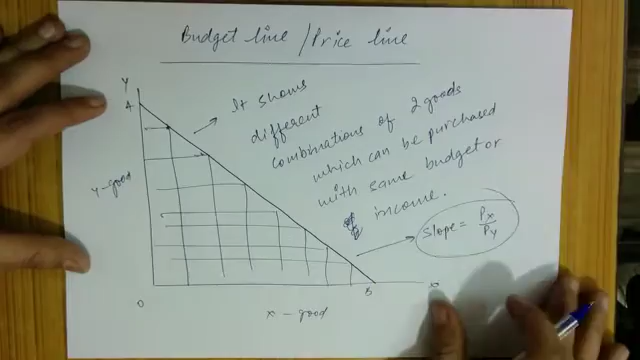 Budget line / Price line
Y
A
It shows
different
combinations of 2 goods
which can be purchased
with same budget or
income.
Y-good
Slope = Px
Py
O
B
X
x - good